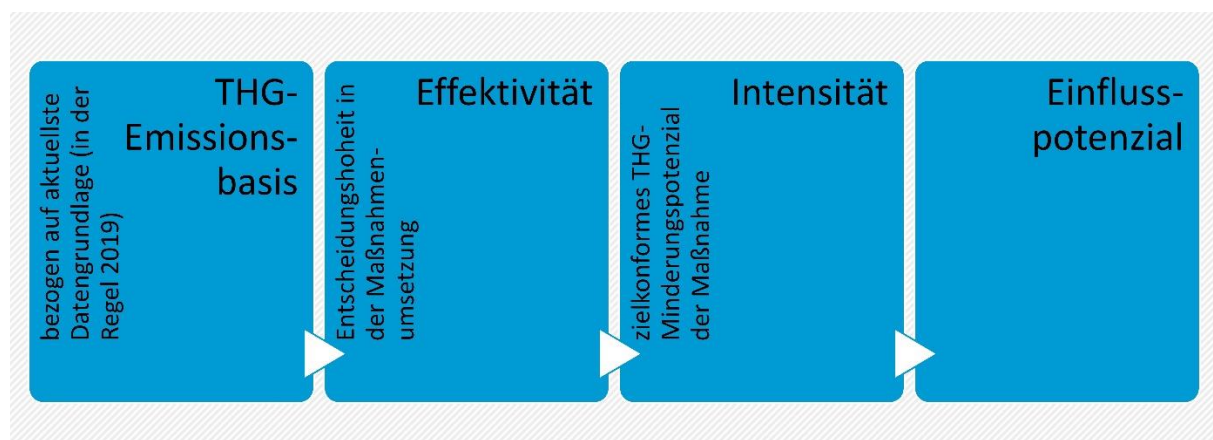 THG-
Emissions-
basis
bezogen auf aktuellste
Datengrundlage (in der
Regel 2019)
Effektivität
Entscheidungshoheit in
der Maßnahmen-
umsetzung
Intensität
zielkonformes THG-
Minderungspotenzial
der Maßnahme
Einfluss-
potenzial